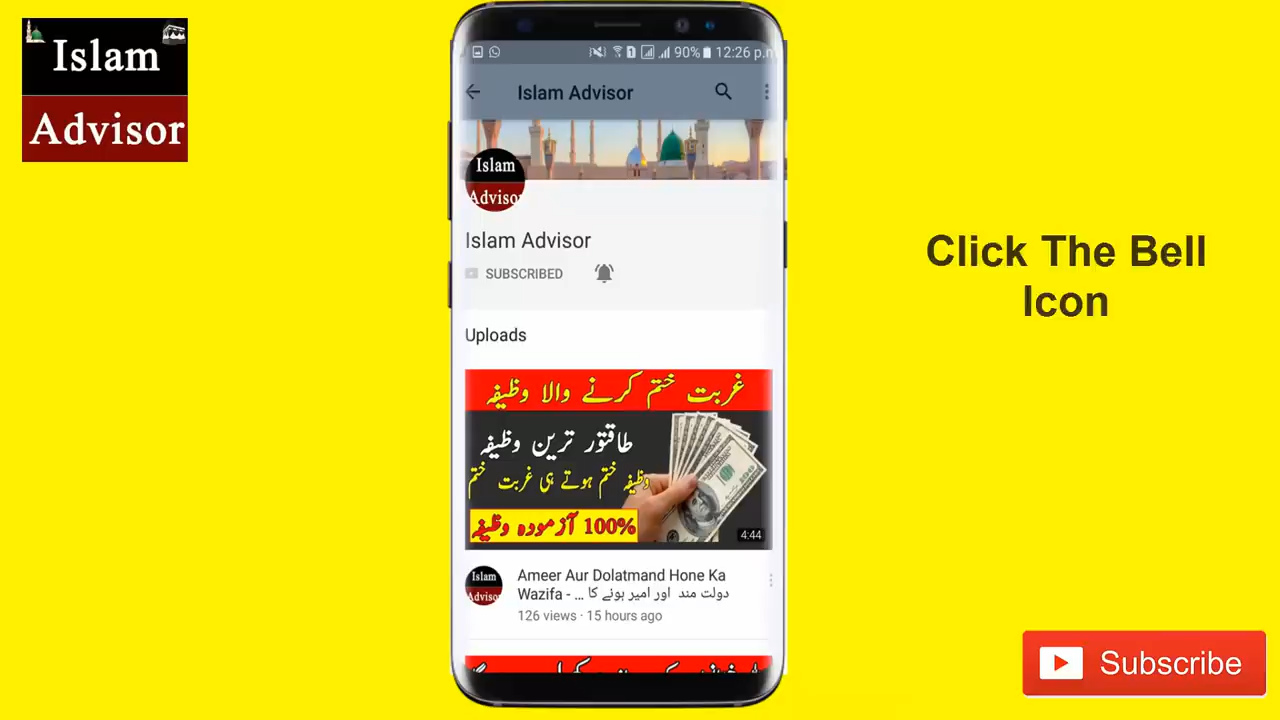 Islam
Advisor
90% 12:26 p.m
Islam Advisor
Islam
Advisor
Islam Advisor
SUBSCRIBED
Uploads
غربت ختم کرنے والا وظیفہ
طاقتور ترین وظیفہ
وظیفہ ختم ہوتے ہی غربت ختم
100% آزمودہ وظیفہ
4:44
Islam
Advisor
Ameer Aur Dolatmand Hone Ka
Wazifa - ... دولت مند اور امیر ہونے کا
126 views · 15 hours ago
Click The Bell
Icon
Subscribe